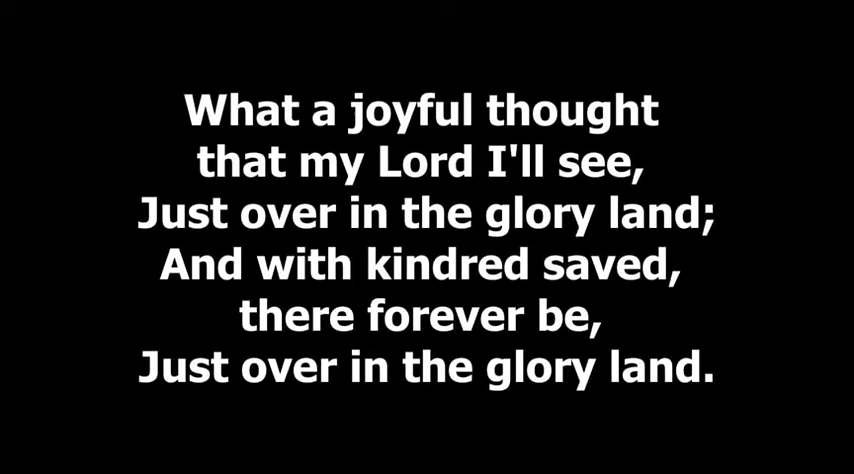 What a joyful thought
that my Lord I'll see,
Just over in the glory land;
And with kindred saved,
there forever be,
Just over in the glory land.